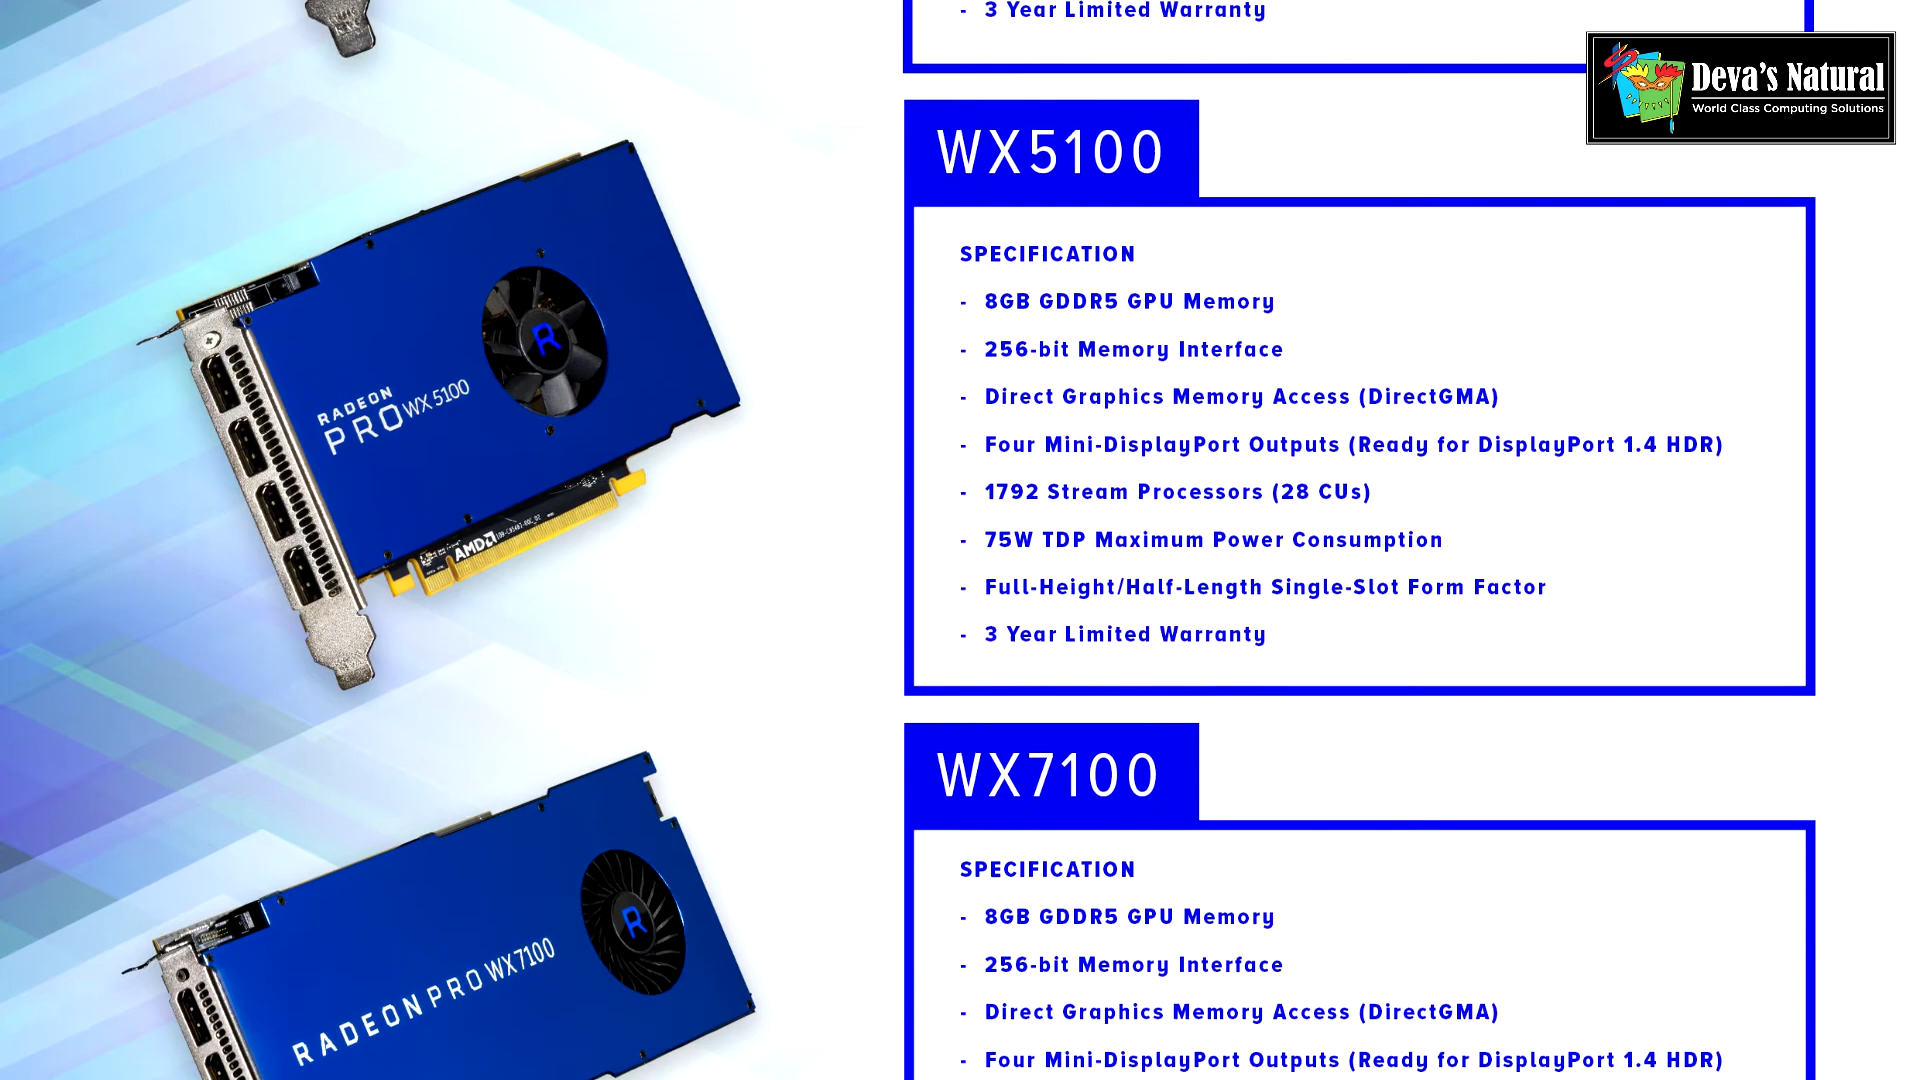 - 3 Year Limited Warranty
Deva's Natural
World Class Computing Solutions
WX5100
SPECIFICATION
- 8GB GDDR5 GPU Memory
- 256-bit Memory Interface
- Direct Graphics Memory Access (DirectGMA)
- Four Mini-DisplayPort Outputs (Ready for DisplayPort 1.4 HDR)
- 1792 Stream Processors (28 CUs)
- 75W TDP Maximum Power Consumption
- Full-Height/Half-Length Single-Slot Form Factor
- 3 Year Limited Warranty
R
RADEON
PRO WX 5100
AMD
WX7100
SPECIFICATION
- 8GB GDDR5 GPU Memory
- 256-bit Memory Interface
- Direct Graphics Memory Access (DirectGMA)
- Four Mini-DisplayPort Outputs (Ready for DisplayPort 1.4 HDR)
R
RADEON PRO WX7100